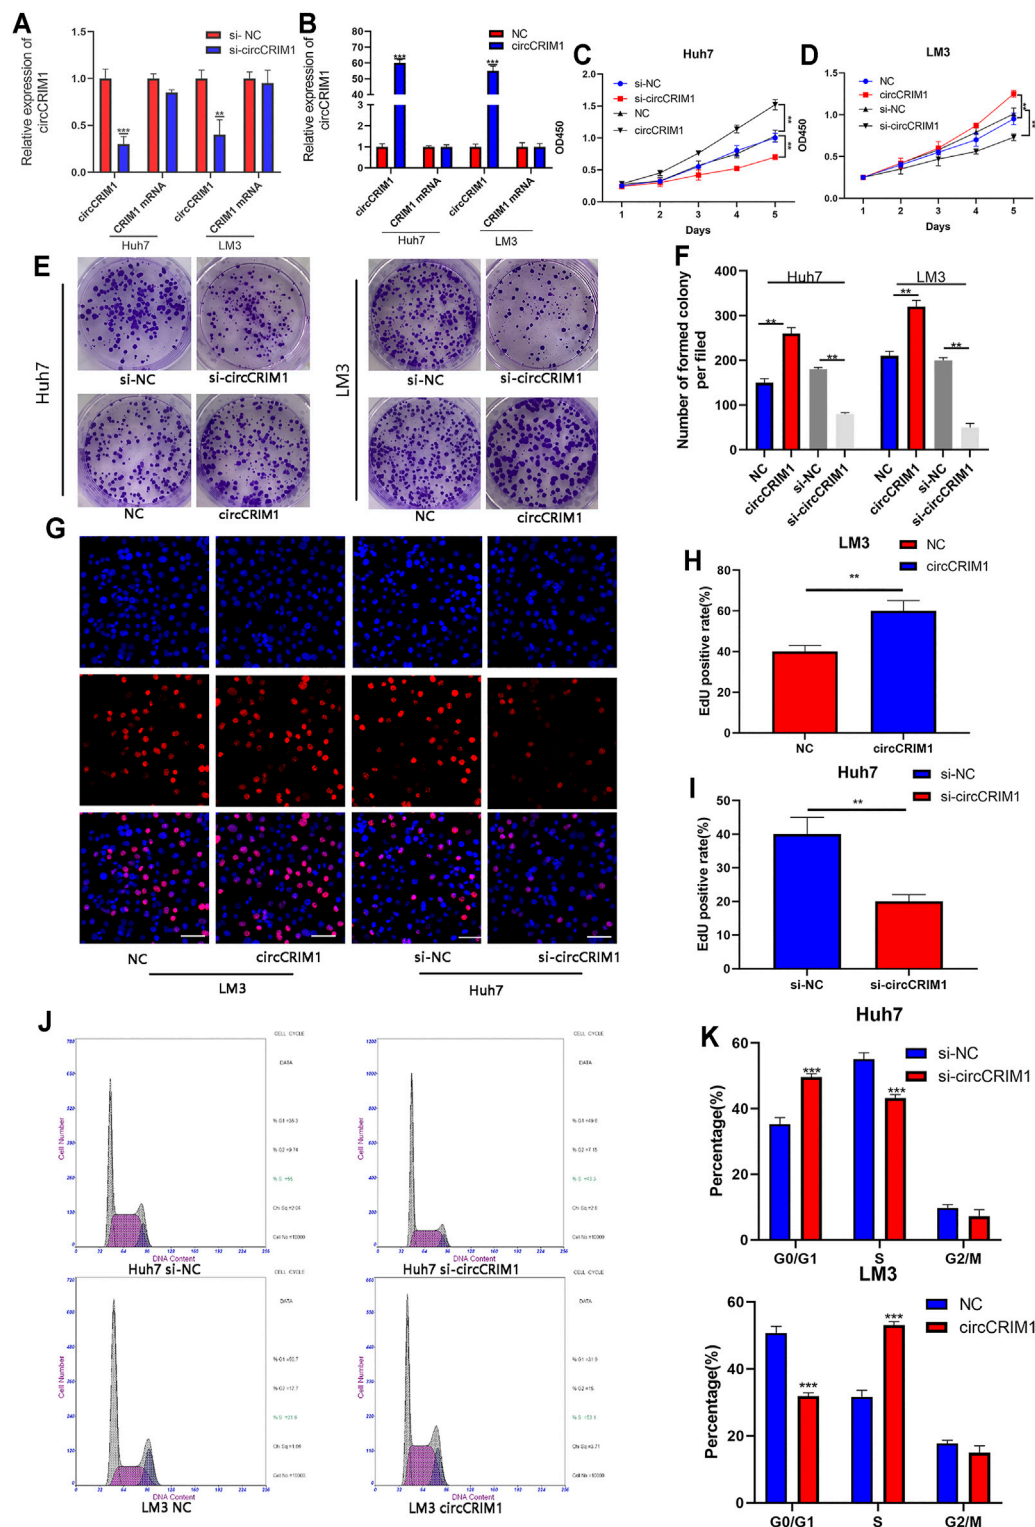 A
Relative expression of
circCRIM1
1.5
1.0
0.5
0.0
si- NC
si-circCRIM1
***
**
circCRIM1
CRIM1 mRNA
circCRIM1
CRIM1 mRNA
Huh7
LM3
B
Relative expression of
circCRIM1
80
70
60
50
40
30
3
2
1
0
NC
circCRIM1
***
***
circCRIM1
CRIM1 mRNA
circCRIM1
CRIM1 mRNA
Huh7
LM3
C
Huh7
OD450
2.0
1.5
1.0
0.5
0.0
si-NC
si-circCRIM1
NC
circCRIM1
**
**
1 2 3 4 5
Days
D
LM3
OD450
1.5
1.0
0.5
0.0
NC
circCRIM1
si-NC
si-circCRIM1
**
**
1 2 3 4 5
Days
E
Huh7
si-NC
si-circCRIM1
NC
circCRIM1
LM3
si-NC
si-circCRIM1
NC
circCRIM1
F
Number of formed colony
per filed
400
300
200
100
0
Huh7
LM3
**
**
**
**
NC
circCRIM1
si-NC
si-circCRIM1
NC
circCRIM1
si-NC
si-circCRIM1
G
NC
circCRIM1
si-NC
si-circCRIM1
LM3
Huh7
H
LM3
NC
circCRIM1
EdU positive rate(%)
80
60
40
20
0
**
NC
circCRIM1
I
Huh7
si-NC
si-circCRIM1
EdU positive rate(%)
50
40
30
20
10
0
**
si-NC
si-circCRIM1
J
Cell Number
DNA Content
CELL CYCLE
DATA
Huh7 si-NC
Cell Number
DNA Content
CELL CYCLE
DATA
Huh7 si-circCRIM1
Cell Number
DNA Content
CELL CYCLE
DATA
LM3 NC
Cell Number
DNA Content
CELL CYCLE
DATA
LM3 circCRIM1
K
Huh7
si-NC
si-circCRIM1
Percentage(%)
60
40
20
0
***
***
G0/G1
S
G2/M
LM3
NC
circCRIM1
Percentage(%)
60
40
20
0
***
***
G0/G1
S
G2/M